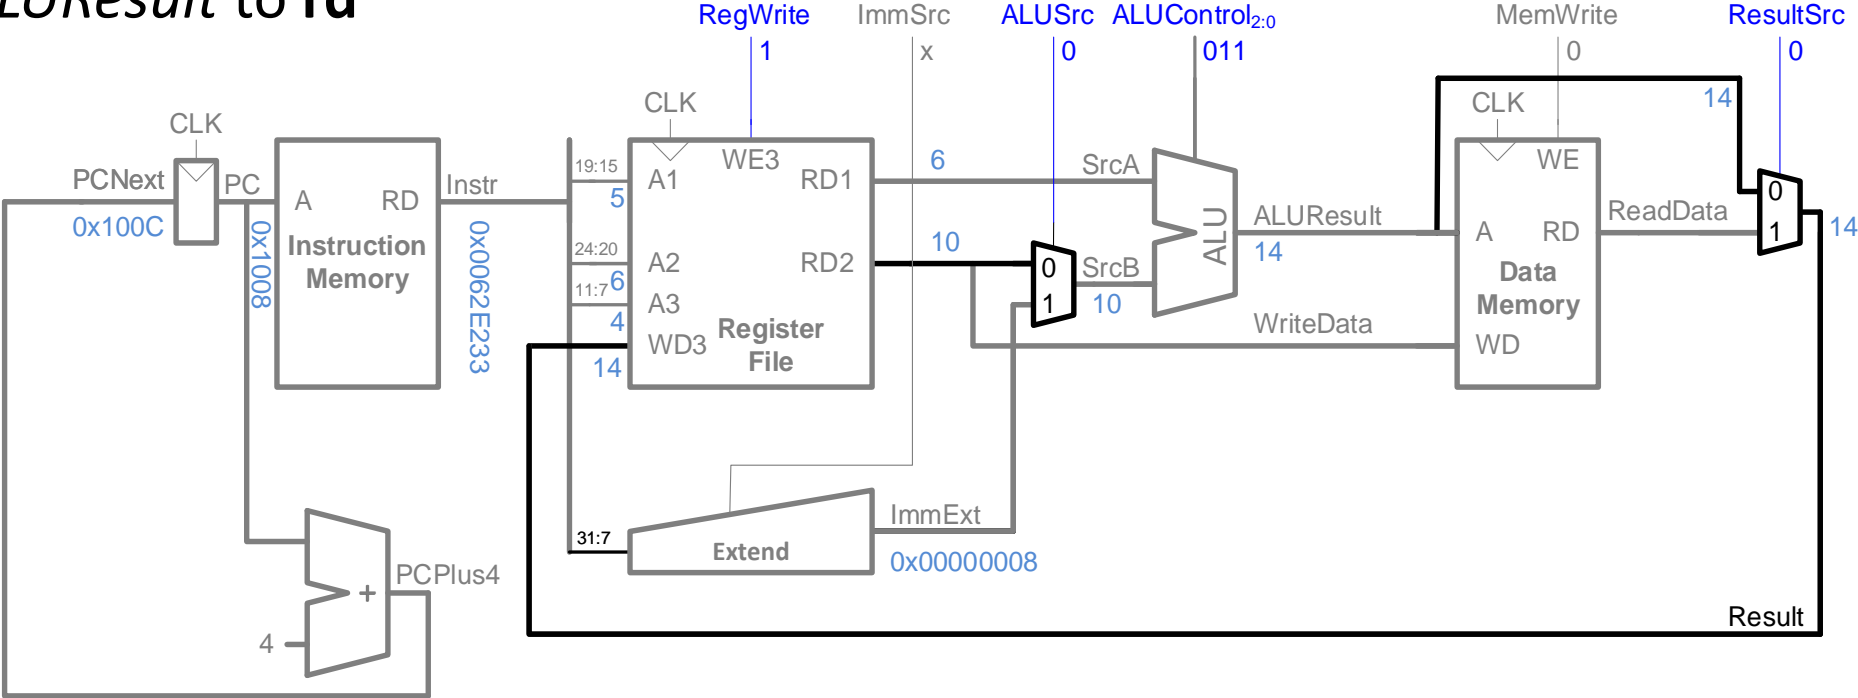 LUResult to rd
RegWrite ImmSrc ALUSrc ALUControl2:0 MemWrite ResultSrc
1 x 0 011 0 0
CLK CLK CLK 14
PCNext PC A RD Instr
0x100C 0x1008 Instruction Memory 0x0062E233
19:15 5 A1 WE3 RD1 6 SrcA
24:20 6 A2 RD2 10 0 SrcB
11:7 4 A3 1 10
14 WD3 Register File
ALU ALUResult 14
WriteData
WE A RD ReadData
Data Memory WD
0 1 14
31:7 Extend ImmExt
0x00000008
+ PCPlus4
4
Result